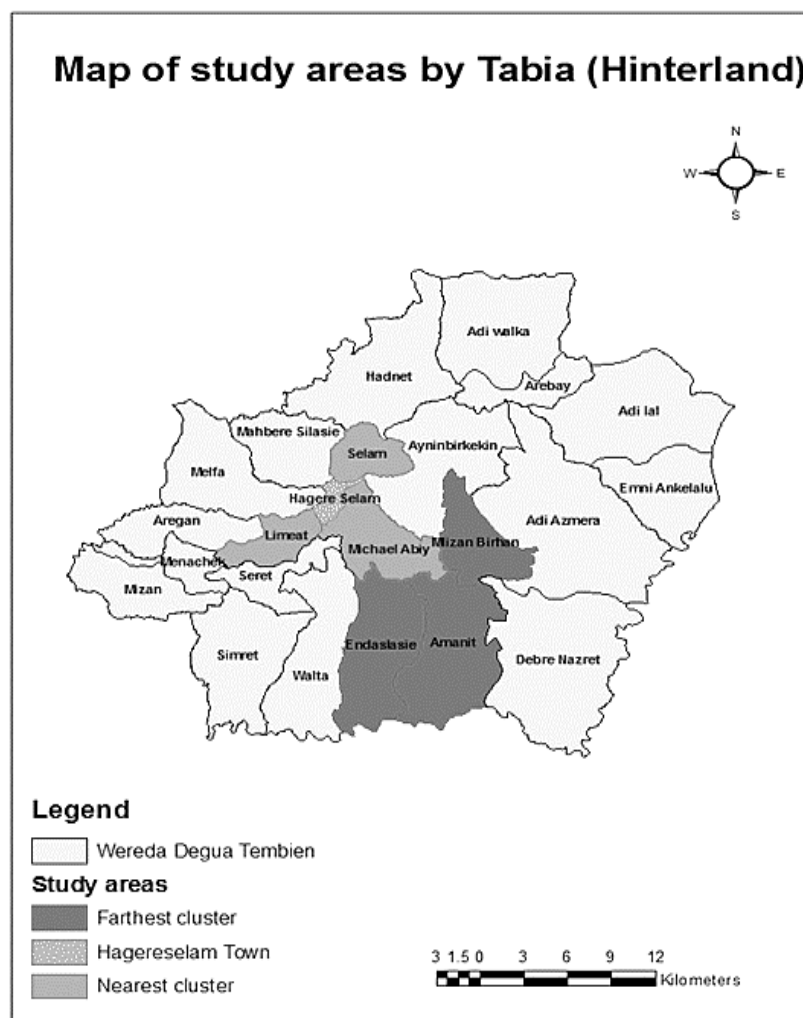 Map of study areas by Tabia (Hinterland)
N
W E
S
Adi walka
Hadnet
Arebay
Adi lal
Mahbere Silasie
Ayninbirkekin
Selam
Melfa
Emni Ankelalu
Hagere Selam
Aregan
Adi Azmera
Limeat
Mizan Birhan
Michael Abiy
Menachek
Seret
Mizan
Endaslasie
Amanit
Simret
Debre Nazret
Walta
Legend
Wereda Degua Tembien
Study areas
Farthest cluster
Hagereselam Town
Nearest cluster
3 1.5 0 3 6 9 12
Kilometers